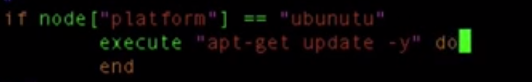 if node["platform"] == "ubunutu"
execute "apt-get update -y" do
end